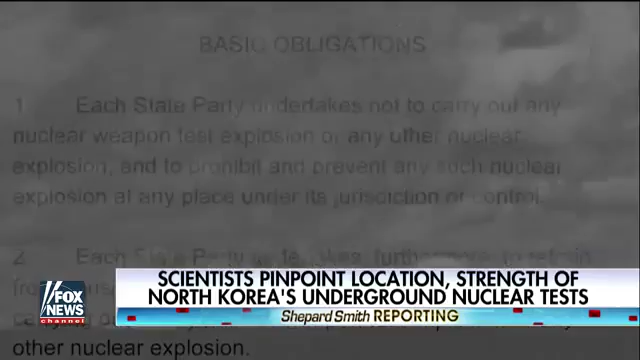 BASIC OBLIGATIONS
1 Each State Party undertakes not to carry out any
nuclear weapon test explosion or any other nuclear
explosion, and to prohibit and prevent any such nuclear
explosion at any place under its jurisdiction or control.
2 Each State Party
SCIENTISTS PINPOINT LOCATION, STRENGTH OF
NORTH KOREA'S UNDERGROUND NUCLEAR TESTS
FOX
NEWS
channel
Shepard Smith REPORTING
other nuclear explosion.